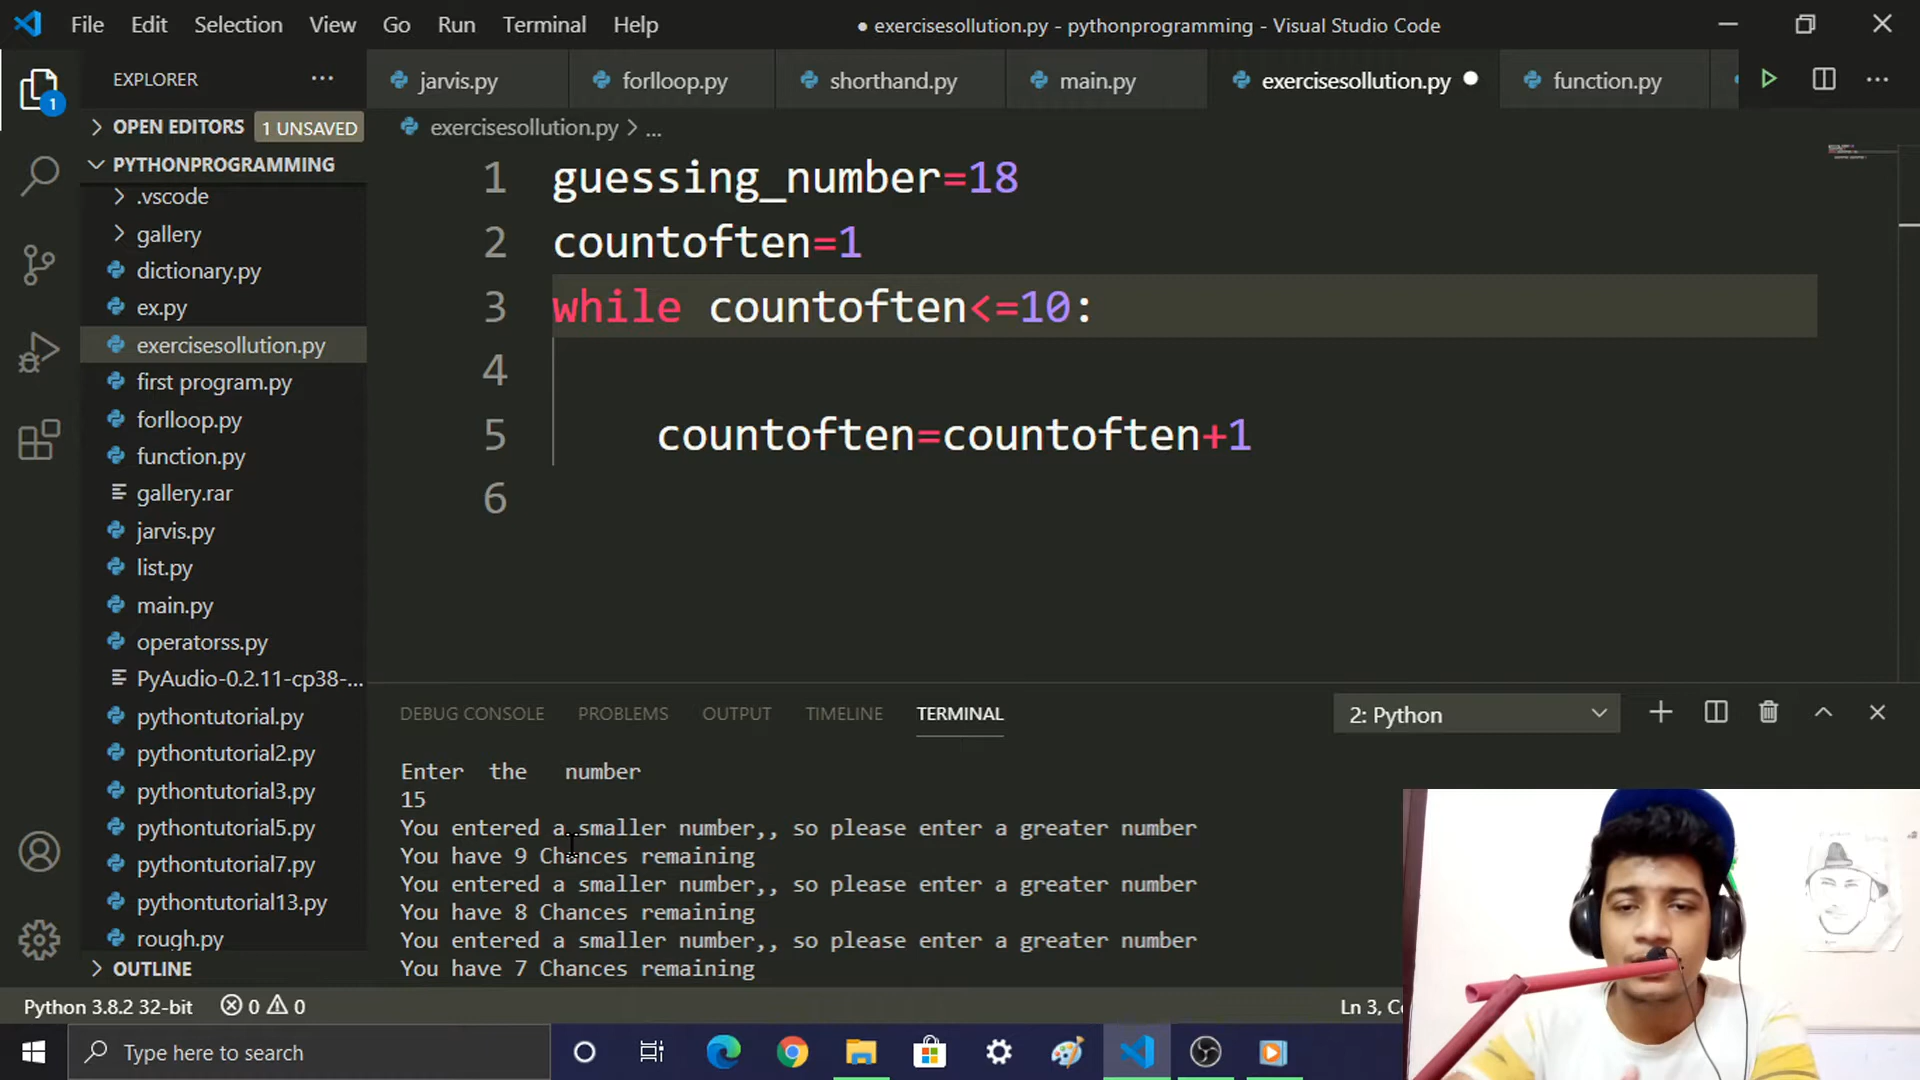 File Edit Selection View Go Run Terminal Help ● exercisesollution.py - pythonprogramming - Visual Studio Code
EXPLORER ···
jarvis.py forlloop.py shorthand.py main.py exercisesollution.py function.py
OPEN EDITORS 1 UNSAVED
exercisesollution.py > ...
PYTHONPROGRAMMING
.vscode
gallery
dictionary.py
ex.py
exercisesollution.py
first program.py
forlloop.py
function.py
gallery.rar
jarvis.py
list.py
main.py
operatorss.py
PyAudio-0.2.11-cp38-...
pythontutorial.py
pythontutorial2.py
pythontutorial3.py
pythontutorial5.py
pythontutorial7.py
pythontutorial13.py
rough.py
OUTLINE
1 guessing_number=18
2 countoften=1
3 while countoften<=10:
4
5 countoften=countoften+1
6
DEBUG CONSOLE PROBLEMS OUTPUT TIMELINE TERMINAL 2: Python
Enter the number
15
You entered a smaller number,, so please enter a greater number
You have 9 Chances remaining
You entered a smaller number,, so please enter a greater number
You have 8 Chances remaining
You entered a smaller number,, so please enter a greater number
You have 7 Chances remaining
1
Python 3.8.2 32-bit 0 0 Ln 3, C
Type here to search